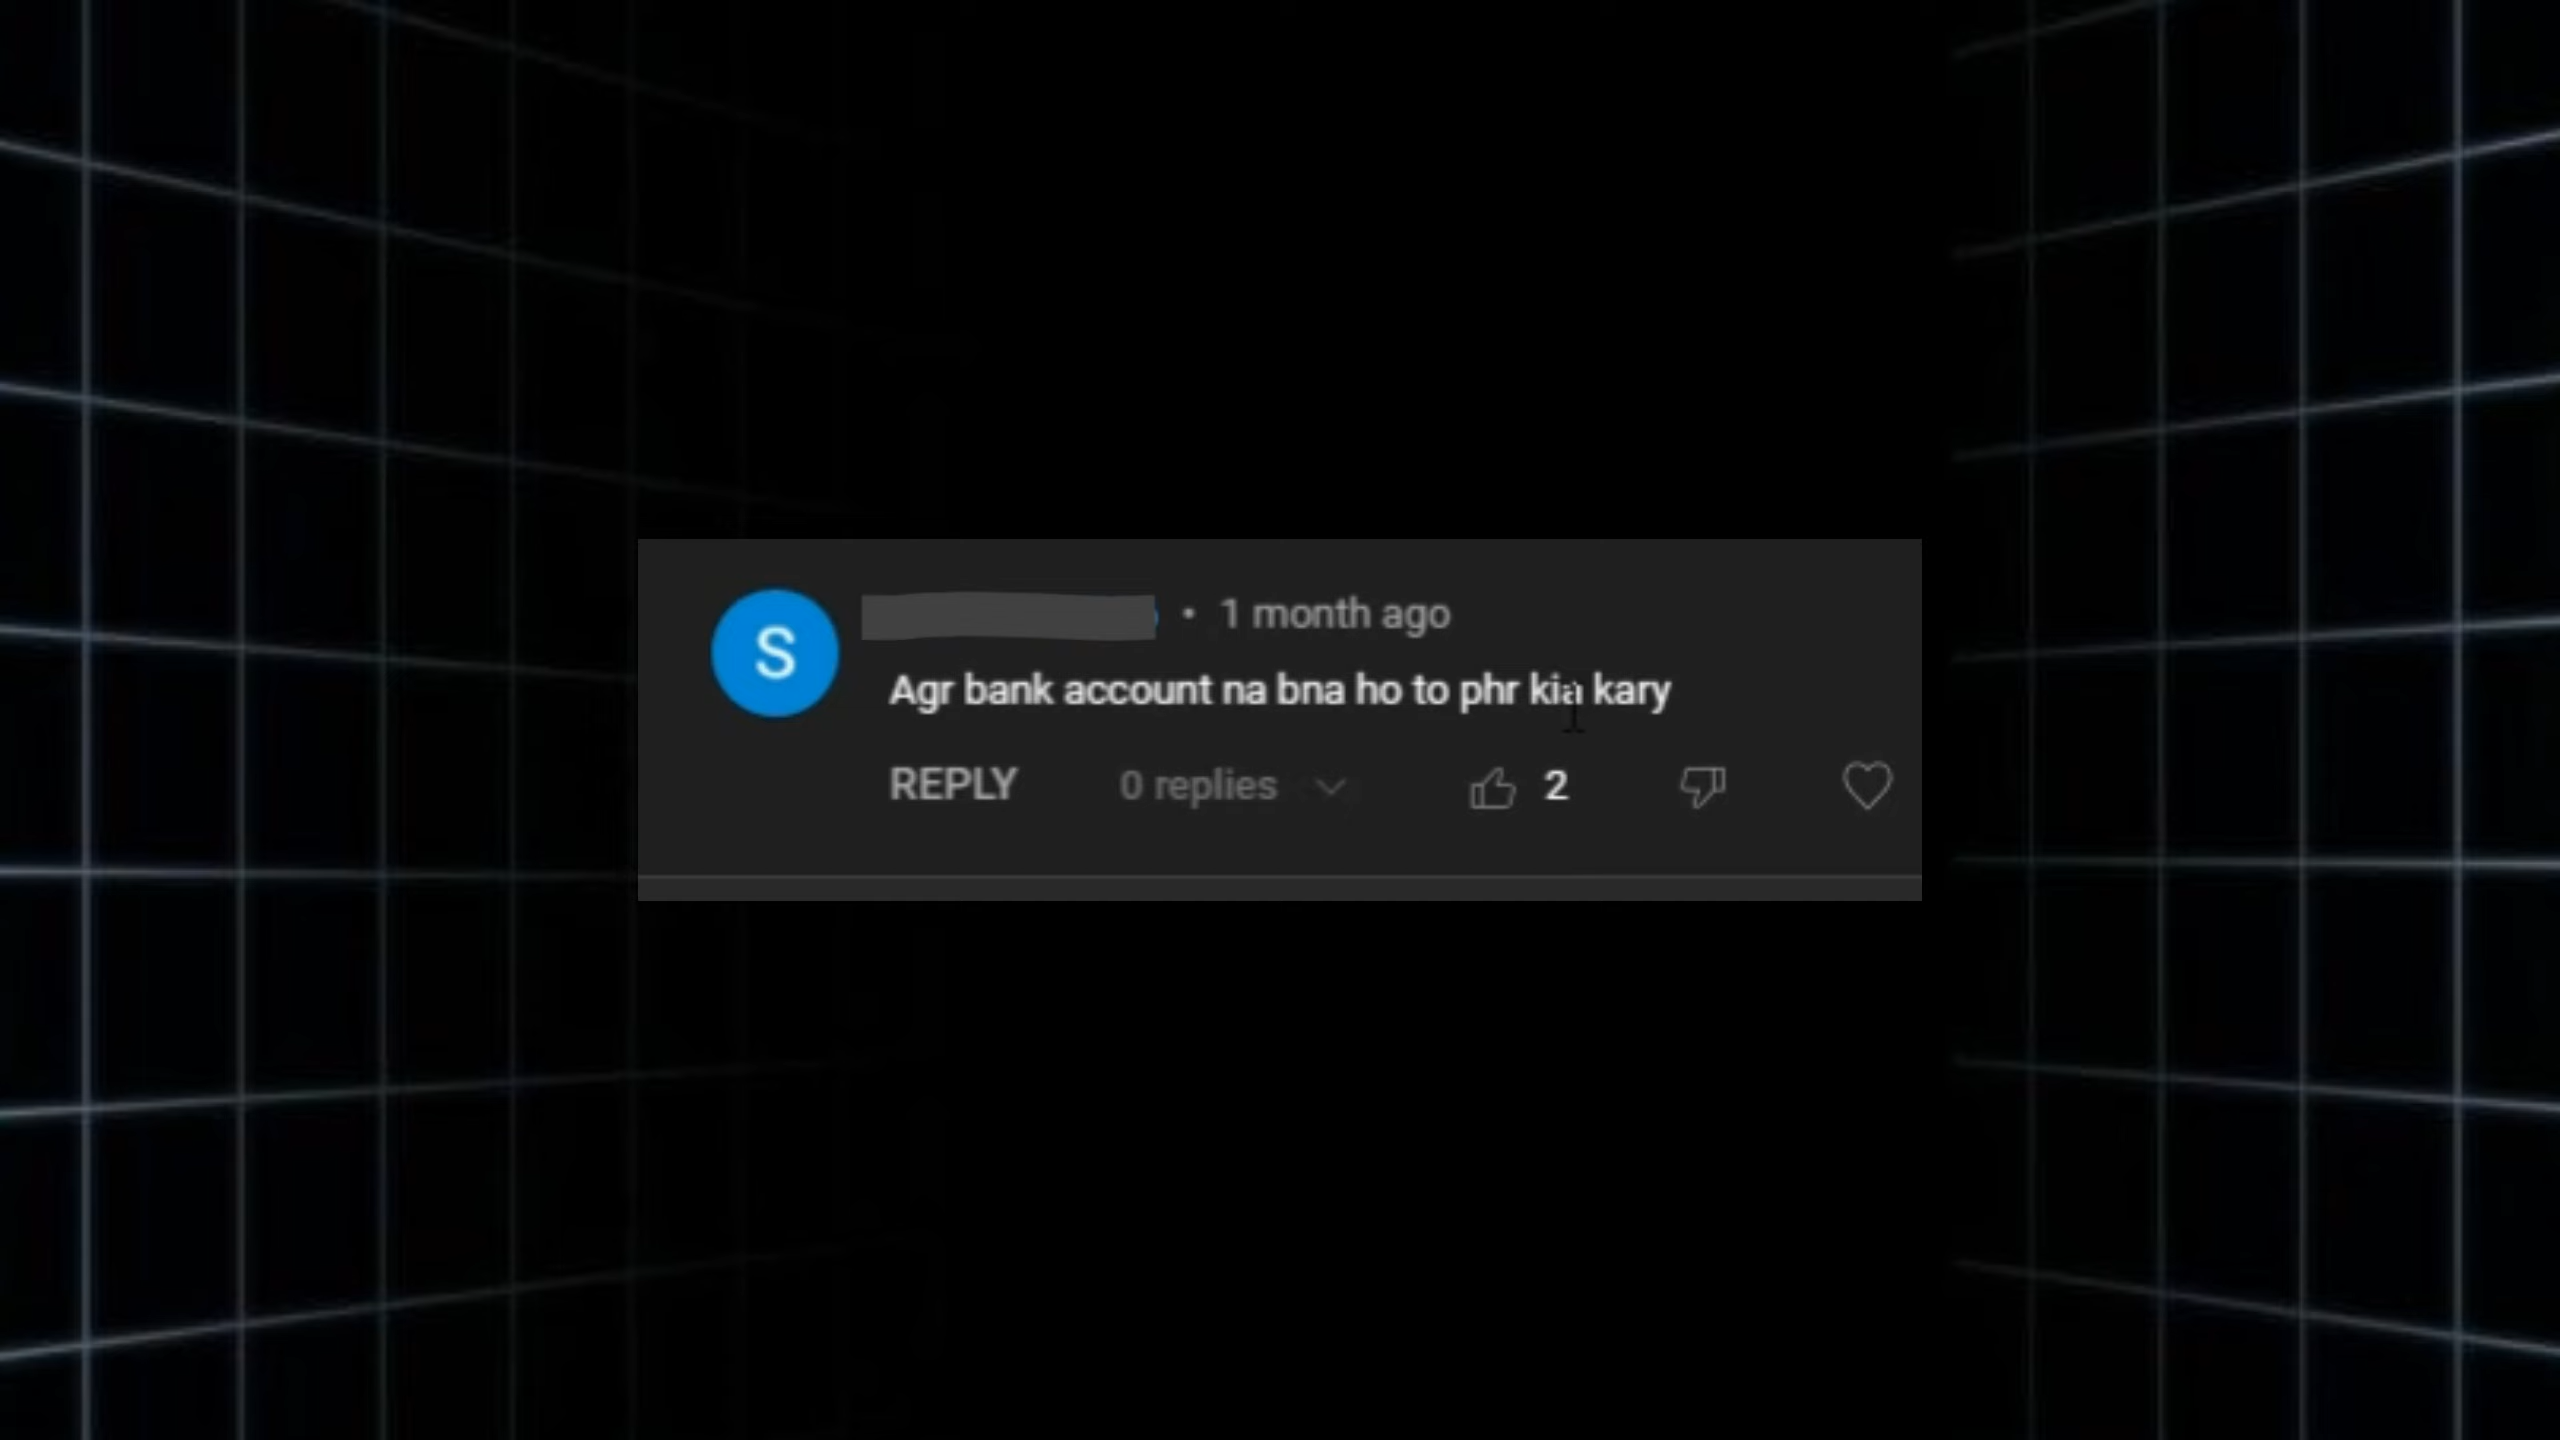 S
• 1 month ago
Agr bank account na bna ho to phr kia kary
REPLY 0 replies 2